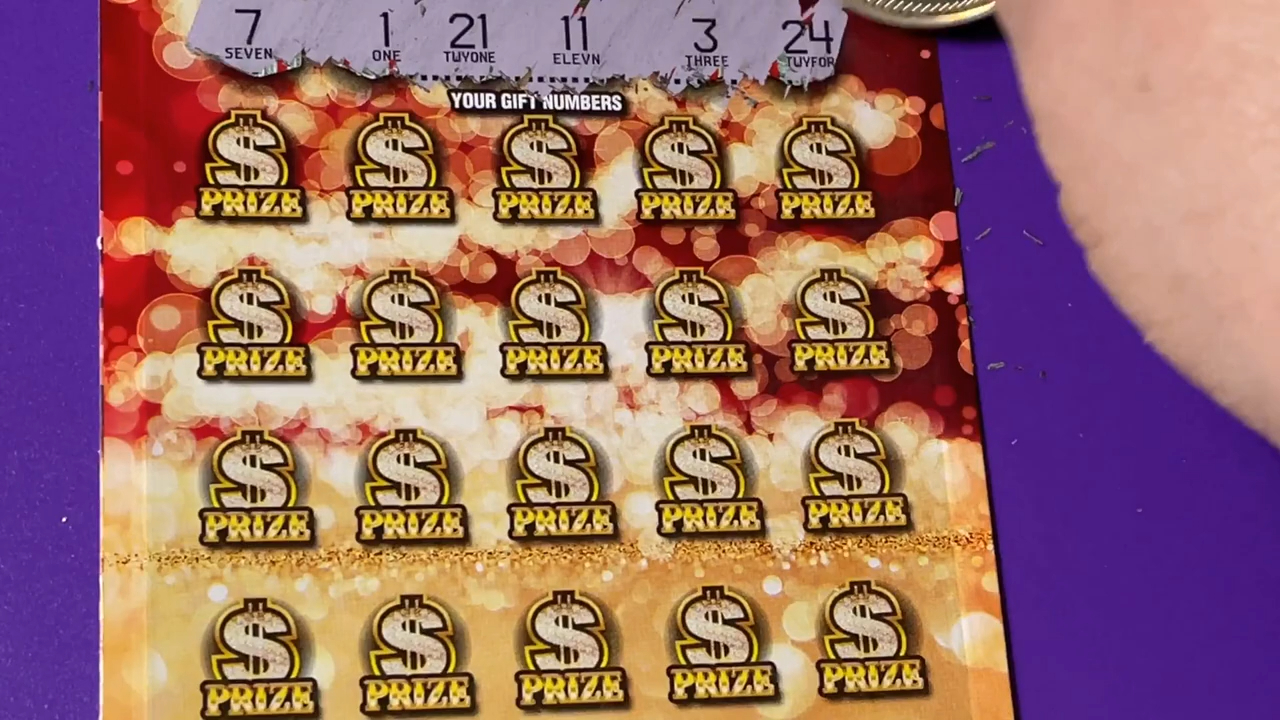 7 1 21 11 3 24
SEVEN ONE TWYONE ELEVN THREE TWYFOR
YOUR GIFT NUMBERS
$ $ $ $ $
PRIZE PRIZE PRIZE PRIZE PRIZE
$ $ $ $ $
PRIZE PRIZE PRIZE PRIZE PRIZE
$ $ $ $ $
PRIZE PRIZE PRIZE PRIZE PRIZE
$ $ $ $ $
PRIZE PRIZE PRIZE PRIZE PRIZE